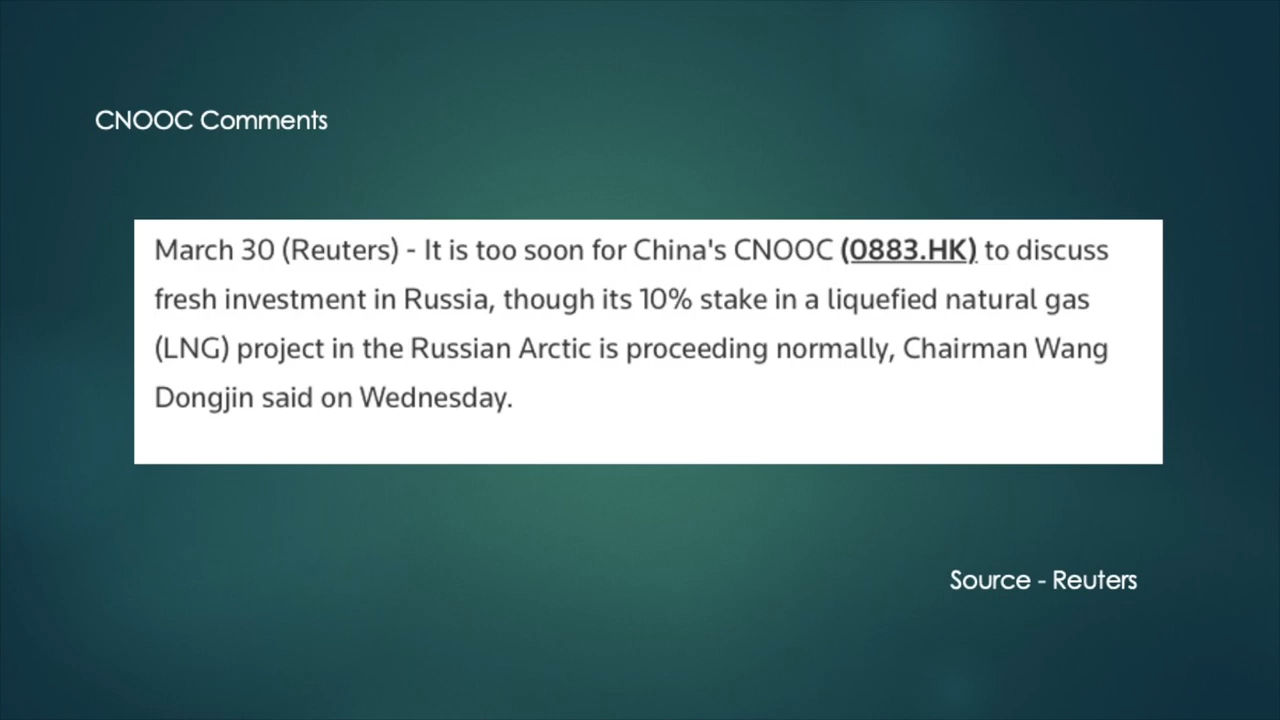 CNOOC Comments
March 30 (Reuters) - It is too soon for China's CNOOC (0883.HK) to discuss
fresh investment in Russia, though its 10% stake in a liquefied natural gas
(LNG) project in the Russian Arctic is proceeding normally, Chairman Wang
Dongjin said on Wednesday.
Source - Reuters